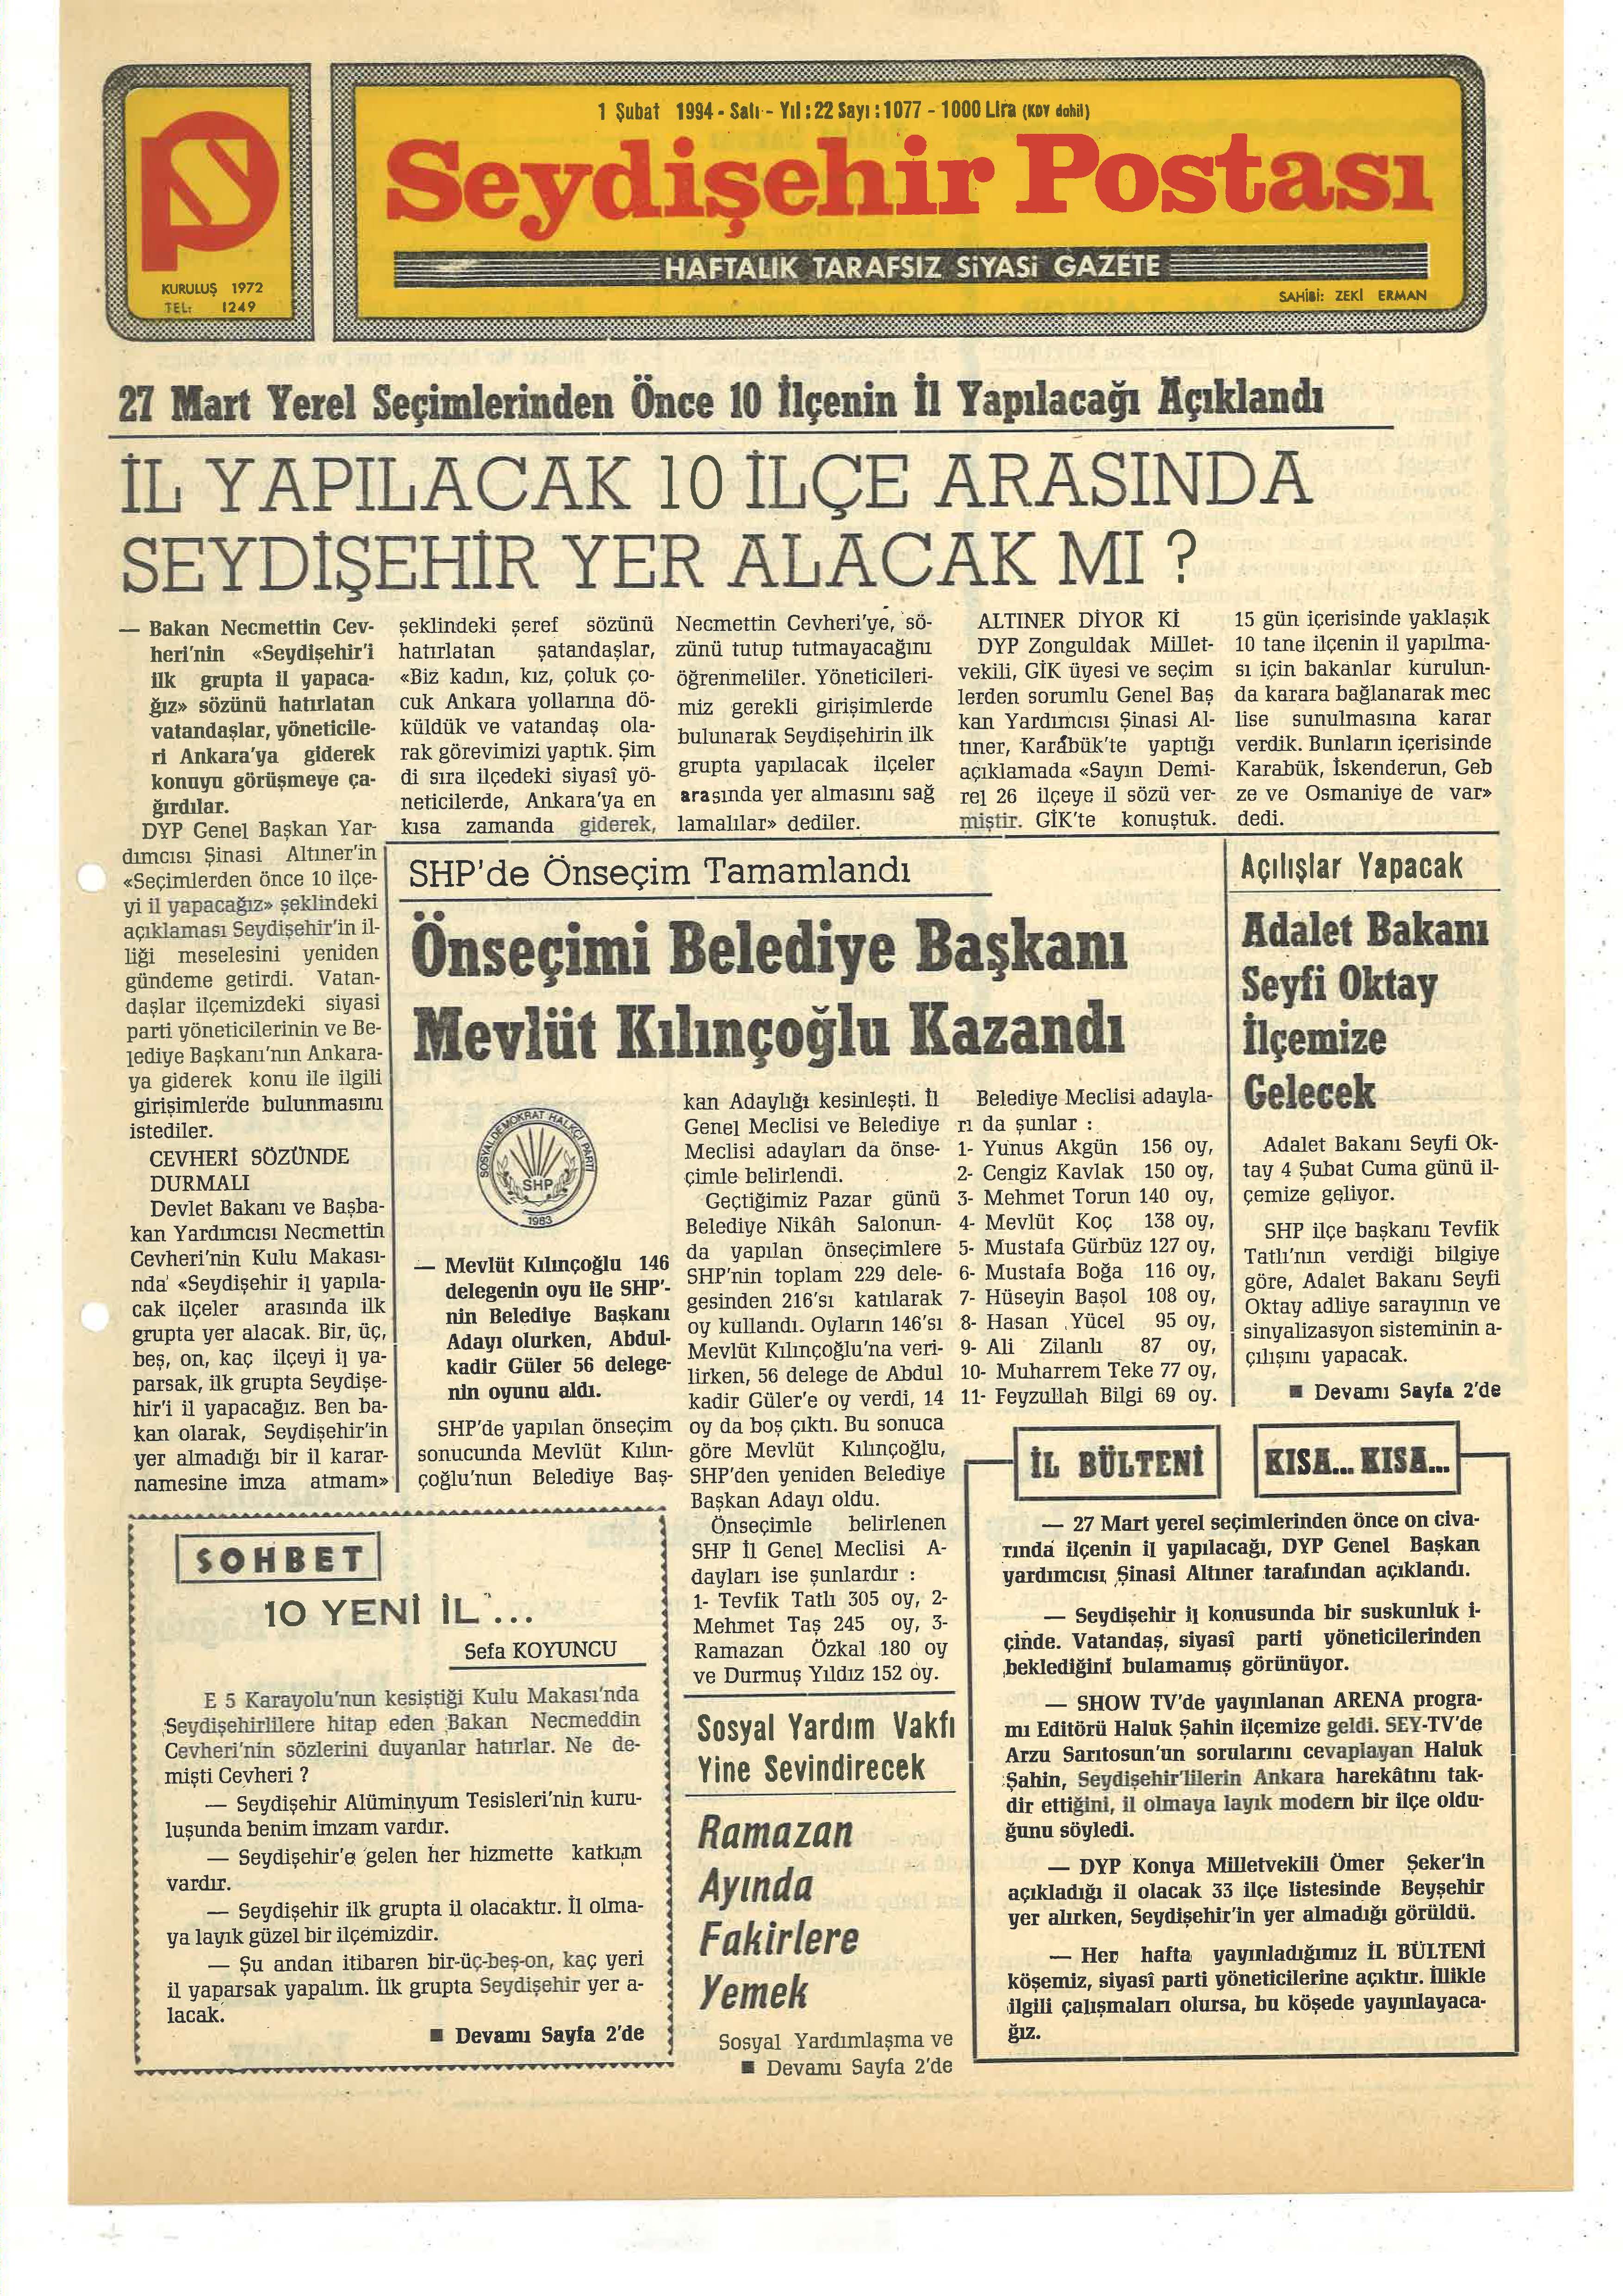 1 Şubat 1994 - Salı - Yıl : 22 Sayı : 1077 - 1000 Lira (KDV dahil)
Seydişehir Postası
HAFTALIK TARAFSIZ SİYASİ GAZETE
SAHİBİ: ZEKİ ERMAN
KURULUŞ 1972
TEL: 1249
27 Mart Yerel Seçimlerinden Önce 10 İlçenin İl Yapılacağı Açıklandı
İL YAPILACAK 10 İLÇE ARASINDA
SEYDİŞEHİR YER ALACAK MI ?
— Bakan Necmettin Cev-
heri'nin «Seydişehir'i
ilk grupta il yapaca-
ğız» sözünü hatırlatan
vatandaşlar, yöneticile-
ri Ankara'ya giderek
konuyu görüşmeye ça-
ğırdılar.
DYP Genel Başkan Yar-
dımcısı Şinasi Altıner'in
«Seçimlerden önce 10 ilçe-
yi il yapacağız» şeklindeki
açıklaması Seydişehir'in il-
liği meselesini yeniden
gündeme getirdi. Vatan-
daşlar ilçemizdeki siyasi
parti yöneticilerinin ve Be-
lediye Başkanı'nın Ankara-
ya giderek konu ile ilgili
girişimlerde bulunmasını
istediler.
CEVHERİ SÖZÜNDE
DURMALI
Devlet Bakanı ve Başba-
kan Yardımcısı Necmettin
Cevheri'nin Kulu Makası-
nda «Seydişehir il yapıla-
cak ilçeler arasında ilk
grupta yer alacak. Bir, üç,
beş, on, kaç ilçeyi il ya-
parsak, ilk grupta Seydişe-
hir'i il yapacağız. Ben ba-
kan olarak, Seydişehir'in
yer almadığı bir il karar-
namesine imza atmam»
şeklindeki şeref sözünü
hatırlatan şatandaşlar,
«Biz kadın, kız, çoluk ço-
cuk Ankara yollarına dö-
küldük ve vatandaş ola-
rak görevimizi yaptık. Şim
di sıra ilçedeki siyasî yö-
neticilerde, Ankara'ya en
kısa zamanda giderek,
Necmettin Cevheri'ye, sö-
zünü tutup tutmayacağını
öğrenmeliler. Yöneticileri-
miz gerekli girişimlerde
bulunarak Seydişehirin ilk
grupta yapılacak ilçeler
arasında yer almasını sağ
lamalılar» dediler.
ALTINER DİYOR Kİ
DYP Zonguldak Millet-
vekili, GİK üyesi ve seçim
lerden sorumlu Genel Baş
kan Yardımcısı Şinasi Al-
tıner, Karabük'te yaptığı
açıklamada «Sayın Demi-
rel 26 ilçeye il sözü ver-
miştir. GİK'te konuştuk.
15 gün içerisinde yaklaşık
10 tane ilçenin il yapılma-
sı için bakanlar kurulun-
da karara bağlanarak mec
lise sunulmasına karar
verdik. Bunların içerisinde
Karabük, İskenderun, Geb
ze ve Osmaniye de var»
dedi.
SHP'de Önseçim Tamamlandı
Önseçimi Belediye Başkanı
Mevlüt Kılınçoğlu Kazandı
SOSYALDEMOKRAT HALKÇI PARTİ
SHP
1983
— Mevlüt Kılınçoğlu 146
delegenin oyu ile SHP'-
nin Belediye Başkanı
Adayı olurken, Abdul-
kadir Güler 56 delege-
nin oyunu aldı.
SHP'de yapılan önseçim
sonucunda Mevlüt Kılın-
çoğlu'nun Belediye Baş-
kan Adaylığı kesinleşti. İl
Genel Meclisi ve Belediye
Meclisi adayları da önse-
çimle belirlendi.
Geçtiğimiz Pazar günü
Belediye Nikâh Salonun-
da yapılan önseçimlere
SHP'nin toplam 229 dele-
gesinden 216'sı katılarak
oy kullandı. Oyların 146'sı
Mevlüt Kılınçoğlu'na veri-
lirken, 56 delege de Abdul
kadir Güler'e oy verdi, 14
oy da boş çıktı. Bu sonuca
göre Mevlüt Kılınçoğlu,
SHP'den yeniden Belediye
Başkan Adayı oldu.
Önseçimle belirlenen
SHP İl Genel Meclisi A-
dayları ise şunlardır :
1- Tevfik Tatlı 305 oy, 2-
Mehmet Taş 245 oy, 3-
Ramazan Özkal 180 oy
ve Durmuş Yıldız 152 oy.
Belediye Meclisi adayla-
rı da şunlar :
1- Yunus Akgün 156 oy,
2- Cengiz Kavlak 150 oy,
3- Mehmet Torun 140 oy,
4- Mevlüt Koç 138 oy,
5- Mustafa Gürbüz 127 oy,
6- Mustafa Boğa 116 oy,
7- Hüseyin Başol 108 oy,
8- Hasan Yücel 95 oy,
9- Ali Zilanlı 87 oy,
10- Muharrem Teke 77 oy,
11- Feyzullah Bilgi 69 oy.
Açılışlar Yapacak
Adalet Bakanı
Seyfi Oktay
İlçemize
Gelecek
Adalet Bakanı Seyfi Ok-
tay 4 Şubat Cuma günü il-
çemize geliyor.
SHP ilçe başkanı Tevfik
Tatlı'nın verdiği bilgiye
göre, Adalet Bakanı Seyfi
Oktay adliye sarayının ve
sinyalizasyon sisteminin a-
çılışını yapacak.
■ Devamı Sayfa 2'de
SOHBET
10 YENİ İL ...
Sefa KOYUNCU
E 5 Karayolu'nun kesiştiği Kulu Makası'nda
Seydişehirlilere hitap eden Bakan Necmeddin
Cevheri'nin sözlerini duyanlar hatırlar. Ne de-
mişti Cevheri ?
— Seydişehir Alüminyum Tesisleri'nin kuru-
luşunda benim imzam vardır.
— Seydişehir'e gelen her hizmette katkım
vardır.
— Seydişehir ilk grupta il olacaktır. İl olma-
ya layık güzel bir ilçemizdir.
— Şu andan itibaren bir-üç-beş-on, kaç yeri
il yaparsak yapalım. İlk grupta Seydişehir yer a-
lacak.
■ Devamı Sayfa 2'de
Sosyal Yardım Vakfı
Yine Sevindirecek
Ramazan
Ayında
Fakirlere
Yemek
Sosyal Yardımlaşma ve
■ Devamı Sayfa 2'de
İL BÜLTENİ
KISA... KISA...
— 27 Mart yerel seçimlerinden önce on civa-
rında ilçenin il yapılacağı, DYP Genel Başkan
yardımcısı Şinasi Altıner tarafından açıklandı.
— Seydişehir il konusunda bir suskunluk i-
çinde. Vatandaş, siyasî parti yöneticilerinden
beklediğini bulamamış görünüyor.
— SHOW TV'de yayınlanan ARENA progra-
mı Editörü Haluk Şahin ilçemize geldi. SEY-TV'de
Arzu Sarıtosun'un sorularını cevaplayan Haluk
Şahin, Seydişehir'lilerin Ankara harekâtını tak-
dir ettiğini, il olmaya layık modern bir ilçe oldu-
ğunu söyledi.
— DYP Konya Milletvekili Ömer Şeker'in
açıkladığı il olacak 33 ilçe listesinde Beyşehir
yer alırken, Seydişehir'in yer almadığı görüldü.
— Her hafta yayınladığımız İL BÜLTENİ
köşemiz, siyasî parti yöneticilerine açıktır. İllikle
ilgili çalışmaları olursa, bu köşede yayınlayaca-
ğız.